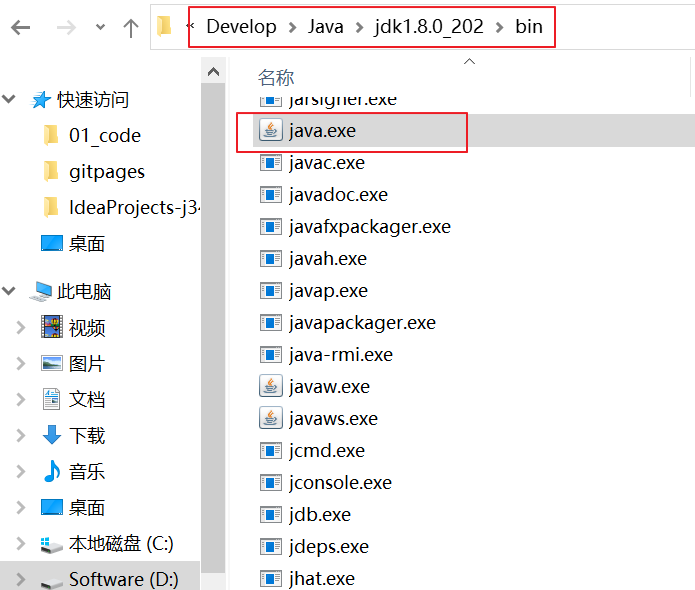 « Develop > Java > jdk1.8.0_202 > bin
快速访问
01_code
gitpages
IdeaProjects-j34
桌面
此电脑
视频
图片
文档
下载
音乐
桌面
本地磁盘 (C:)
Software (D:)
名称
jarsigner.exe
java.exe
javac.exe
javadoc.exe
javafxpackager.exe
javah.exe
javap.exe
javapackager.exe
java-rmi.exe
javaw.exe
javaws.exe
jcmd.exe
jconsole.exe
jdb.exe
jdeps.exe
jhat.exe